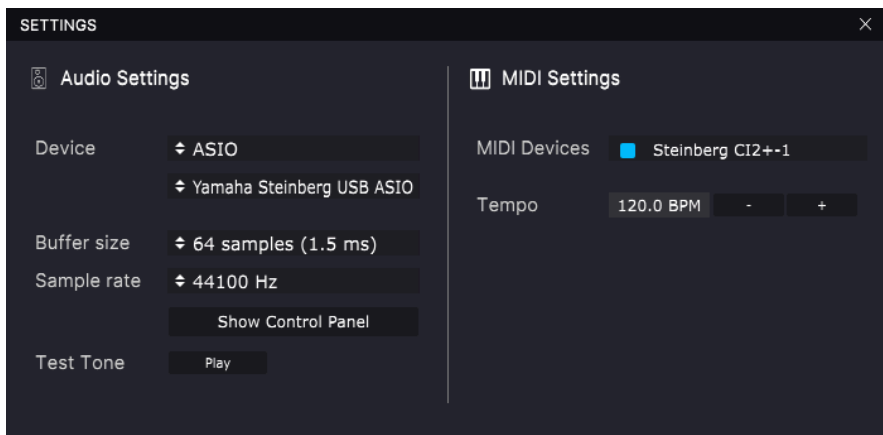 SETTINGS
Audio Settings
Device
ASIO
Yamaha Steinberg USB ASIO
Buffer size
64 samples (1.5 ms)
Sample rate
44100 Hz
Show Control Panel
Test Tone
Play
MIDI Settings
MIDI Devices
Steinberg CI2+-1
Tempo
120.0 BPM
-
+